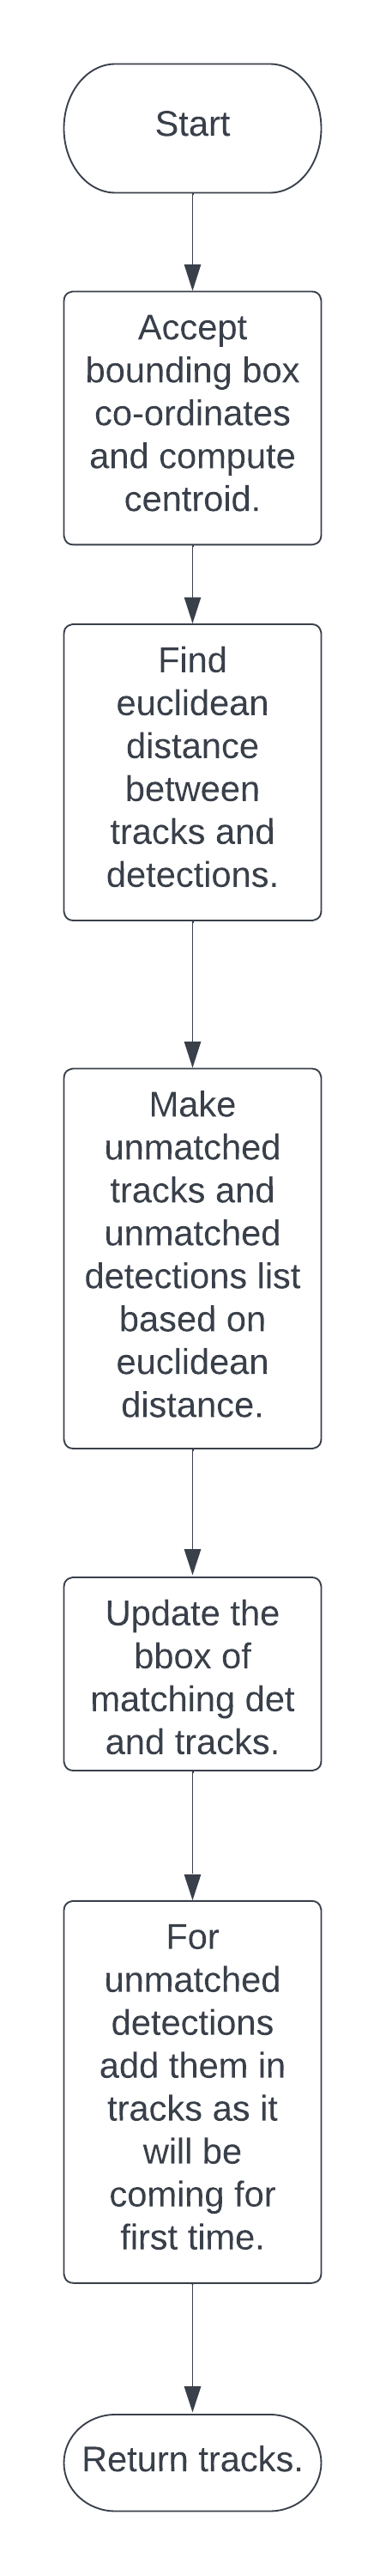 Start
Accept
bounding box
co-ordinates
and compute
centroid.
Find
euclidean
distance
between
tracks and
detections.
Make
unmatched
tracks and
unmatched
detections list
based on
euclidean
distance.
Update the
bbox of
matching det
and tracks.
For
unmatched
detections
add them in
tracks as it
will be
coming for
first time.
Return tracks.